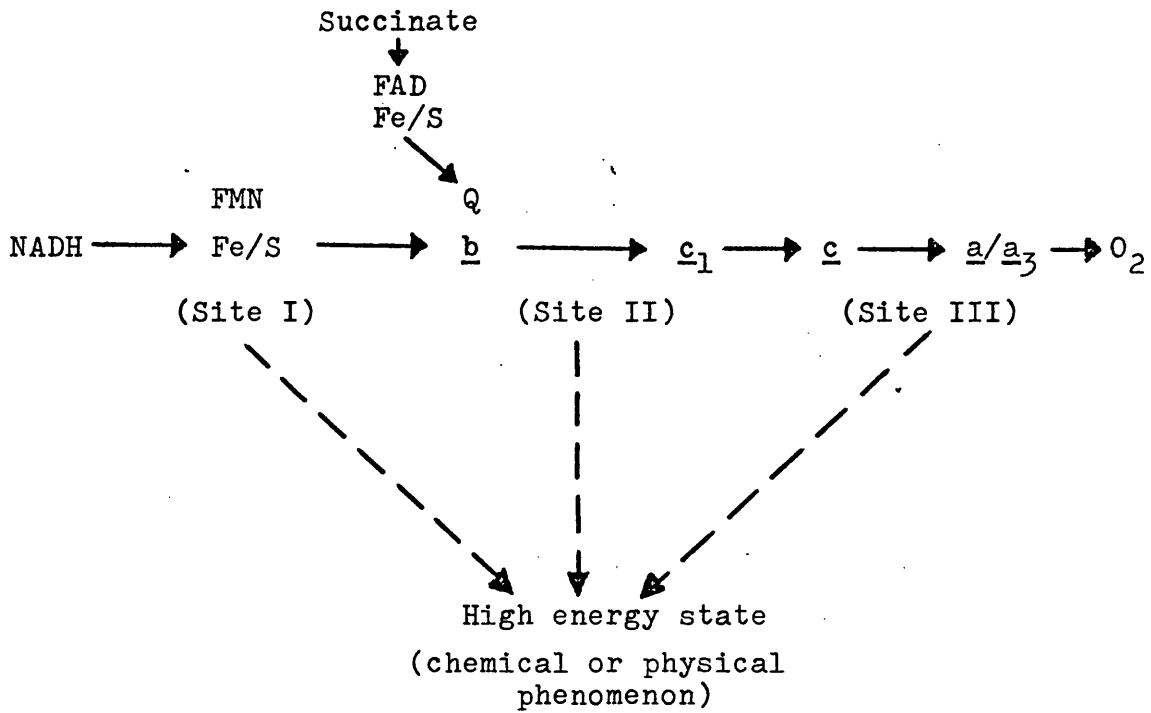 Succinate
FAD
Fe/S
FMN Q
NADH Fe/S b c₁ c a/a₃ O₂
(Site I) (Site II) (Site III)
High energy state
(chemical or physical
phenomenon)